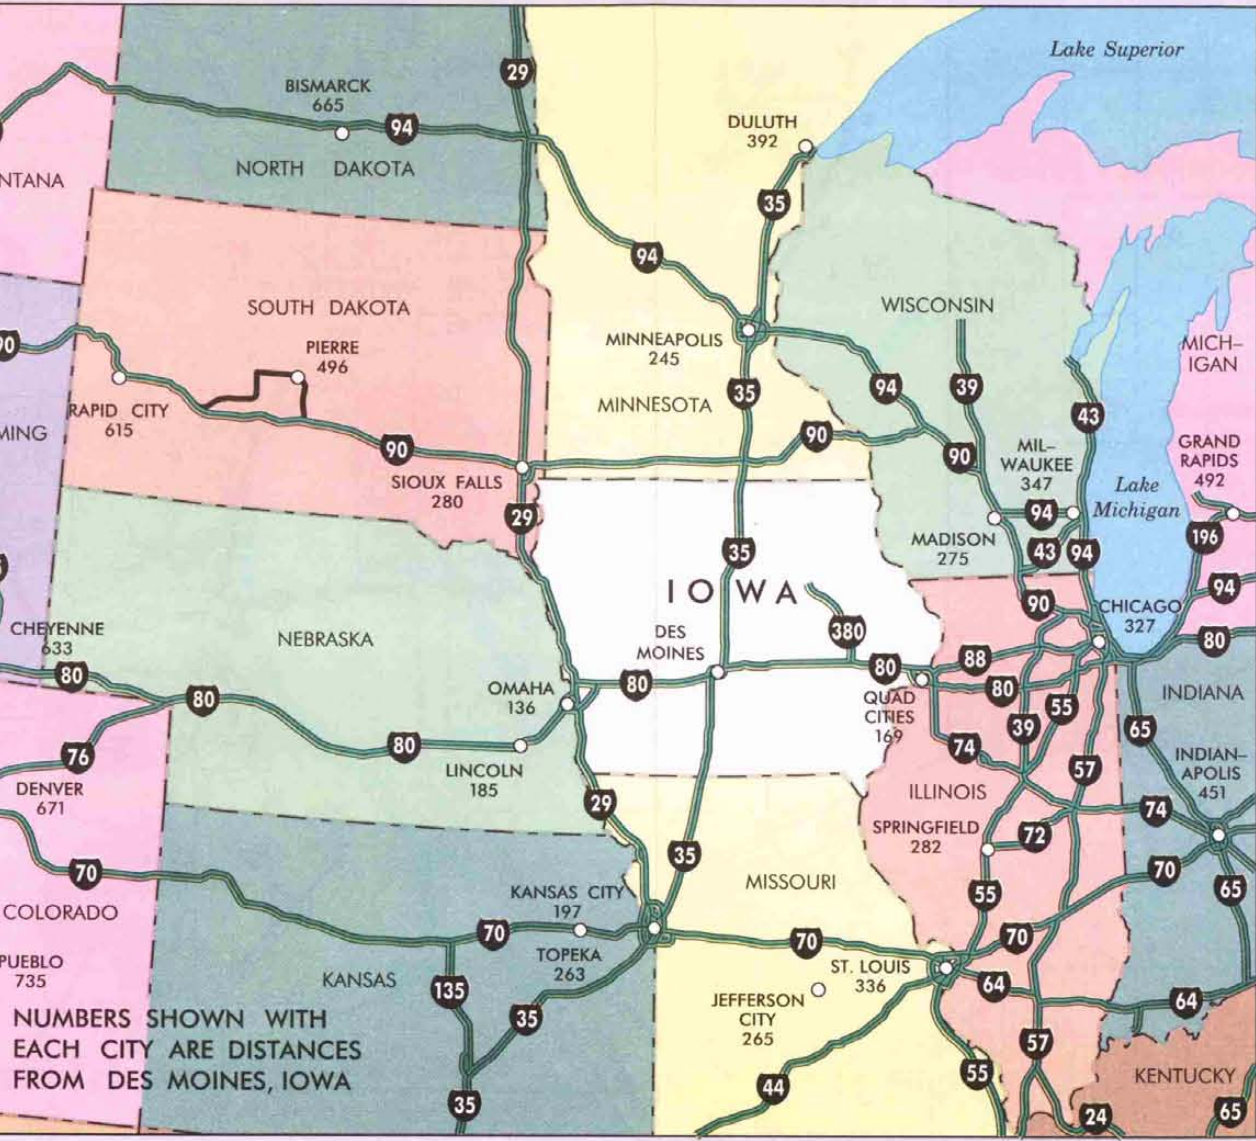 Lake Superior
29
BISMARCK
665
94
NORTH DAKOTA
NTANA
DULUTH
392
35
94
SOUTH DAKOTA
PIERRE
496
90
RAPID CITY
615
MING
90
SIOUX FALLS
280
29
MINNEAPOLIS
245
35
MINNESOTA
90
WISCONSIN
94
39
43
90
MIL-
WAUKEE
347
94
MADISON
275
43
94
Lake
Michigan
MICH-
IGAN
GRAND
RAPIDS
492
196
94
IOWA
35
DES
MOINES
380
80
80
QUAD
CITIES
169
90
CHICAGO
327
80
88
80
CHEYENNE
633
80
NEBRASKA
80
OMAHA
136
80
LINCOLN
185
76
DENVER
671
29
35
55
39
74
57
65
INDIANA
INDIAN-
APOLIS
451
ILLINOIS
SPRINGFIELD
282
72
74
70
65
55
70
COLORADO
PUEBLO
735
KANSAS CITY
197
70
TOPEKA
263
KANSAS
135
35
35
MISSOURI
70
ST. LOUIS
336
JEFFERSON
CITY
265
44
70
64
64
57
55
24
KENTUCKY
65
NUMBERS SHOWN WITH
EACH CITY ARE DISTANCES
FROM DES MOINES, IOWA